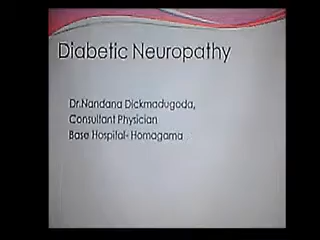 Diabetic Neuropathy
Dr.Nandana Dickmadugoda,
Consultant Physician
Base Hospital- Homagama